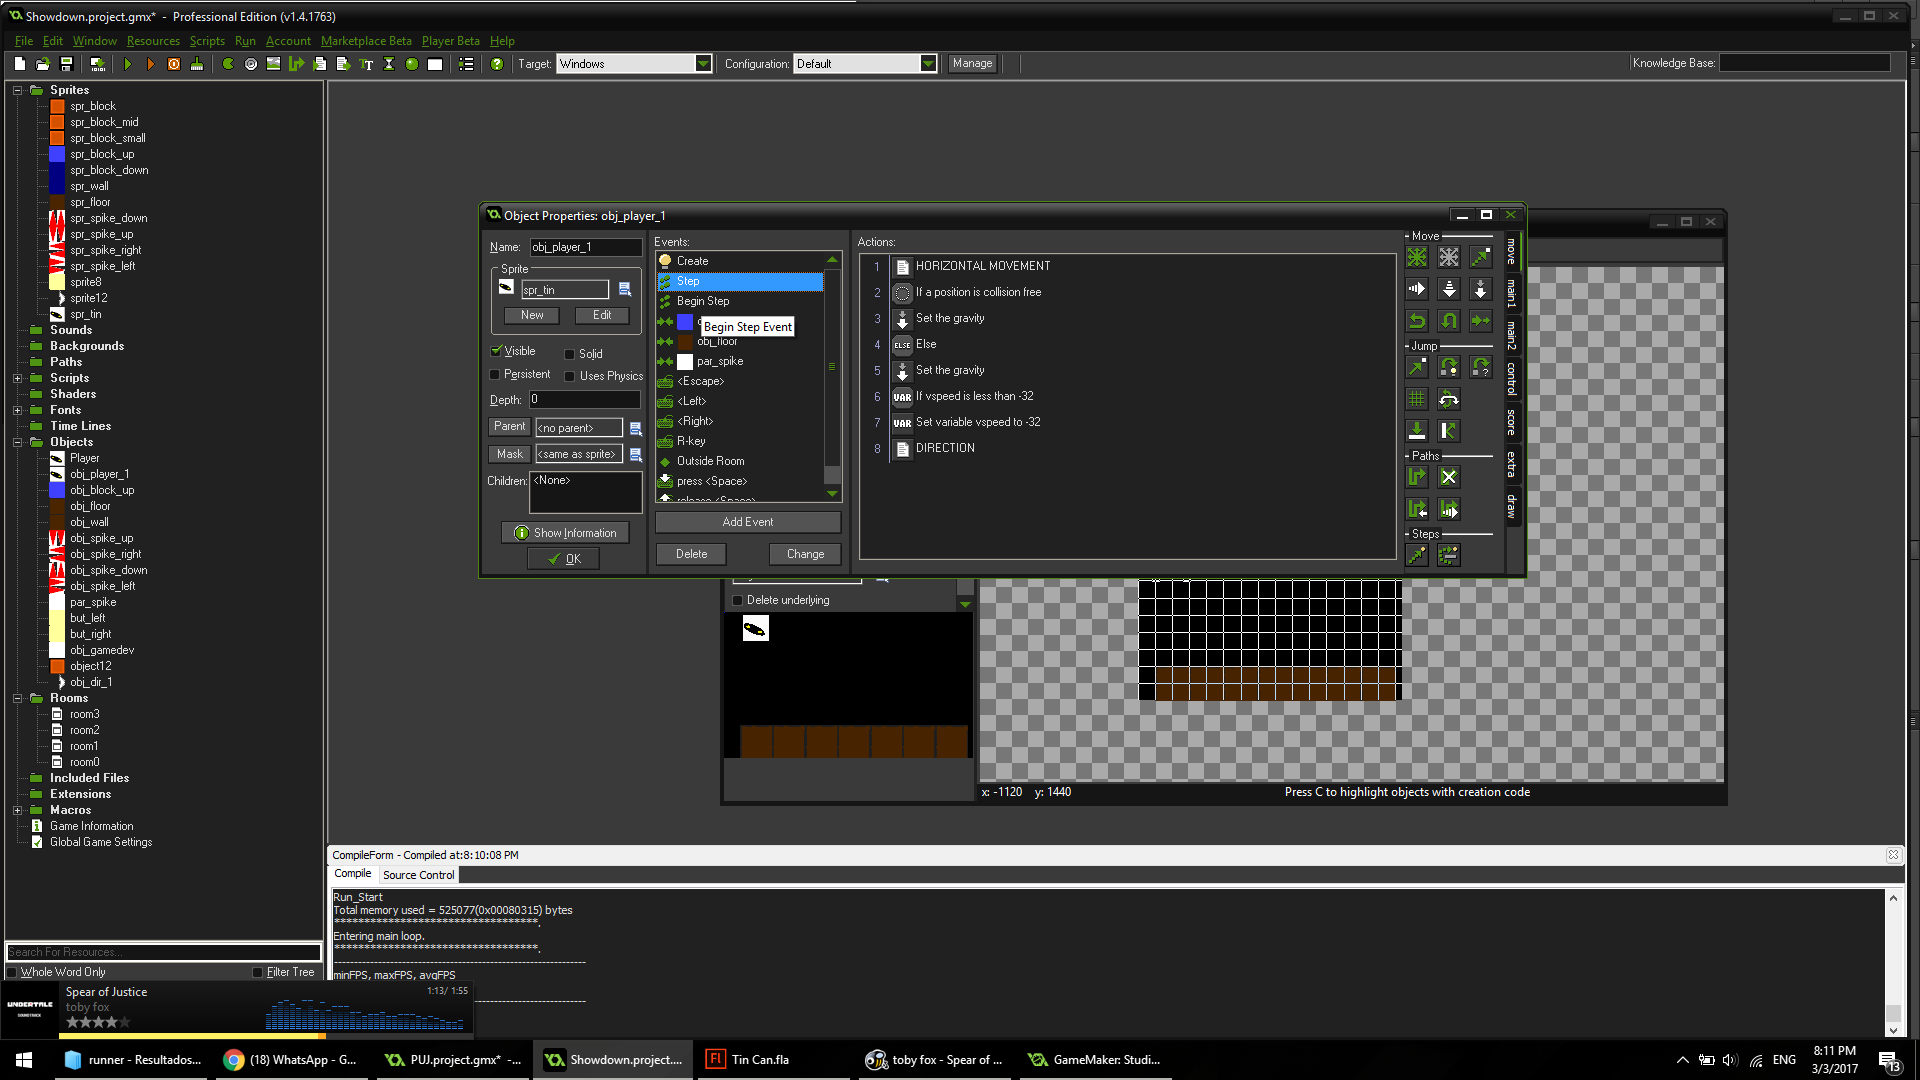 Showdown.project.gmx* - Professional Edition (v1.4.1763)
File Edit Window Resources Scripts Run Account Marketplace Beta Player Beta Help
Target: Windows Configuration: Default Manage Knowledge Base:
Sprites
spr_block
spr_block_mid
spr_block_small
spr_block_up
spr_block_down
spr_wall
spr_floor
spr_spike_down
spr_spike_up
spr_spike_right
spr_spike_left
sprite8
sprite12
spr_tin
Sounds
Backgrounds
Paths
Scripts
Shaders
Fonts
Time Lines
Objects
Player
obj_player_1
obj_block_up
obj_floor
obj_wall
obj_spike_up
obj_spike_right
obj_spike_down
obj_spike_left
par_spike
but_left
but_right
obj_gamedev
object12
obj_dir_1
Rooms
room3
room2
room1
room0
Included Files
Extensions
Macros
Game Information
Global Game Settings
Search For Resources...
Whole Word Only Filter Tree
Object Properties: obj_player_1
Name: obj_player_1
Sprite
spr_tin
New Edit
Visible Solid
Persistent Uses Physics
Depth: 0
Parent <no parent>
Mask <same as sprite>
Children: <None>
Show Information
OK
Events:
Create
Step
Begin Step
Begin Step Event
obj_floor
par_spike
<Escape>
<Left>
<Right>
R-key
Outside Room
press <Space>
release <Space>
Add Event
Delete Change
Actions:
1 HORIZONTAL MOVEMENT
2 If a position is collision free
3 Set the gravity
4 ELSE Else
5 Set the gravity
6 VAR If vspeed is less than -32
7 VAR Set variable vspeed to -32
8 DIRECTION
Move
Jump
Paths
Steps
move
main1
main2
control
score
extra
draw
Delete underlying
x: -1120 y: 1440 Press C to highlight objects with creation code
CompileForm - Compiled at:8:10:08 PM
Compile Source Control
Run_Start
Total memory used = 525077(0x00080315) bytes
***********************************.
Entering main loop.
***********************************.
minFPS, maxFPS, avgFPS
UNDERTALE
SOUNDTRACK
Spear of Justice 1:13/ 1:55
toby fox
runner - Resultados...
(18) WhatsApp - G...
PUJ.project.gmx* -...
Showdown.project....
Fl Tin Can.fla
toby fox - Spear of ...
GameMaker: Studi...
ENG
8:11 PM
3/3/2017
13